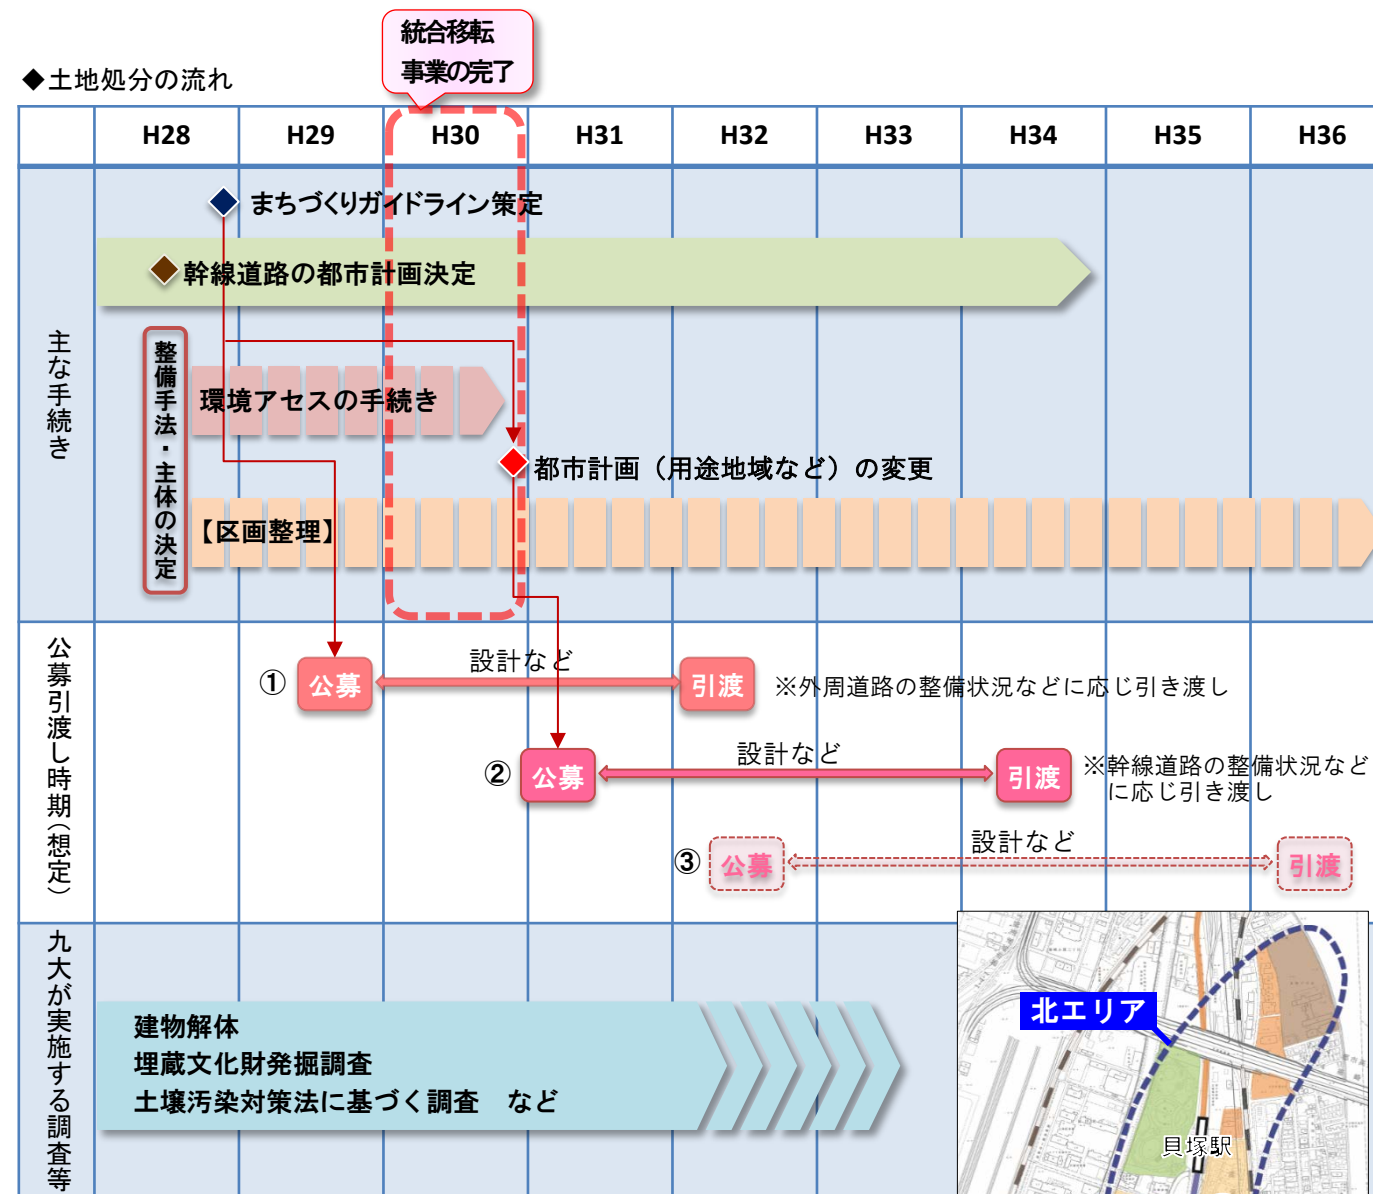 統合移転
事業の完了
◆土地処分の流れ
H28 H29 H30 H31 H32 H33 H34 H35 H36
主な手続き
まちづくりガイドライン策定
幹線道路の都市計画決定
整備手法・主体の決定
環境アセスの手続き
都市計画（用途地域など）の変更
【区画整理】
公募引渡し時期（想定）
① 公募 設計など 引渡 ※外周道路の整備状況などに応じ引き渡し
② 公募 設計など 引渡 ※幹線道路の整備状況など
に応じ引き渡し
③ 公募 設計など 引渡
九大が実施する調査等
建物解体
埋蔵文化財発掘調査
土壌汚染対策法に基づく調査　など
北エリア
貝塚駅